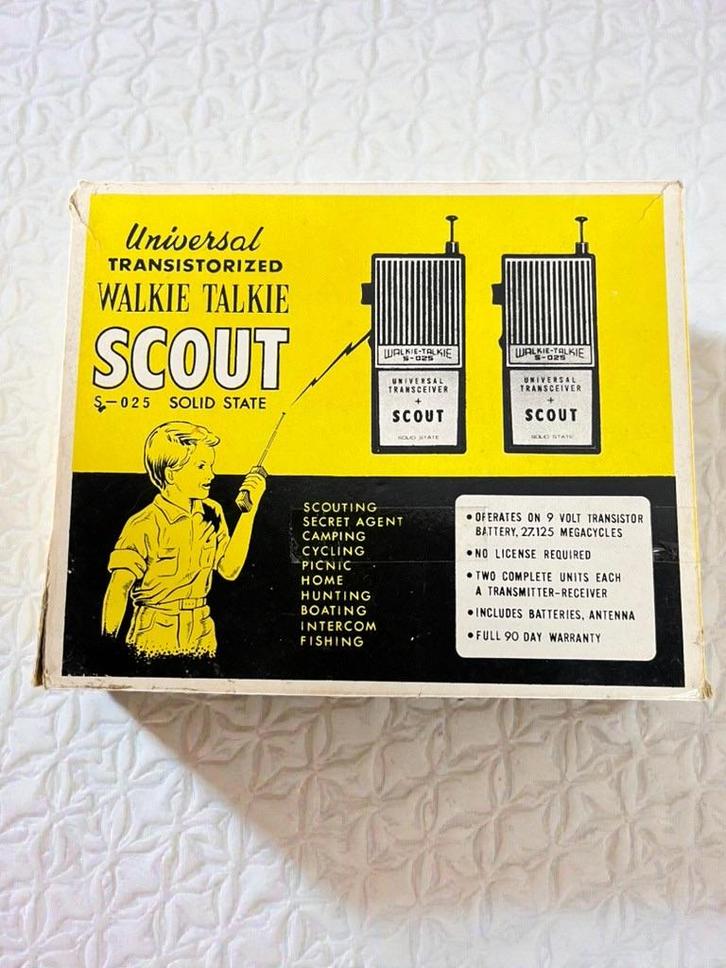 Universal
TRANSISTORIZED
WALKIE TALKIE
SCOUT
S-025 SOLID STATE
WALKIE-TALKIE
S-025
UNIVERSAL
TRANSCEIVER
+
SCOUT
SOLID STATE
WALKIE-TALKIE
S-025
UNIVERSAL
TRANSCEIVER
+
SCOUT
SOLID STATE
SCOUTING
SECRET AGENT
CAMPING
CYCLING
PICNIC
HOME
HUNTING
BOATING
INTERCOM
FISHING
• OPERATES ON 9 VOLT TRANSISTOR
BATTERY, 27.125 MEGACYCLES
• NO LICENSE REQUIRED
• TWO COMPLETE UNITS EACH
A TRANSMITTER-RECEIVER
• INCLUDES BATTERIES, ANTENNA
• FULL 90 DAY WARRANTY